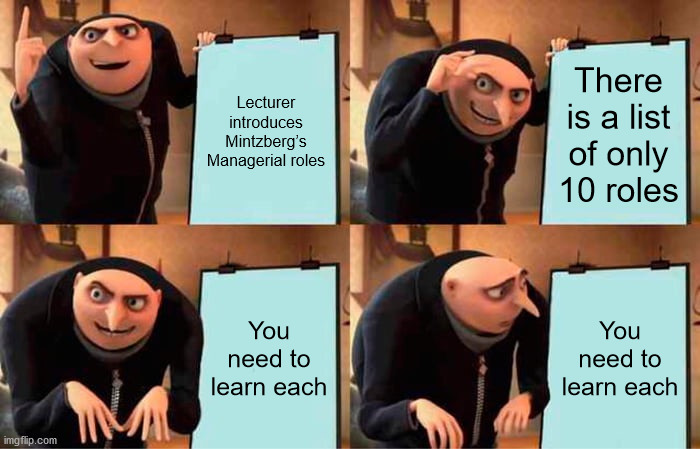 Lecturer
introduces
Mintzberg’s
Managerial roles
There
is a list
of only
10 roles
You
need to
learn each
You
need to
learn each
imgflip.com